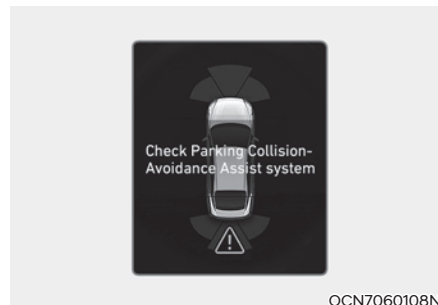 Check Parking Collision-
Avoidance Assist system
OCN7060108N